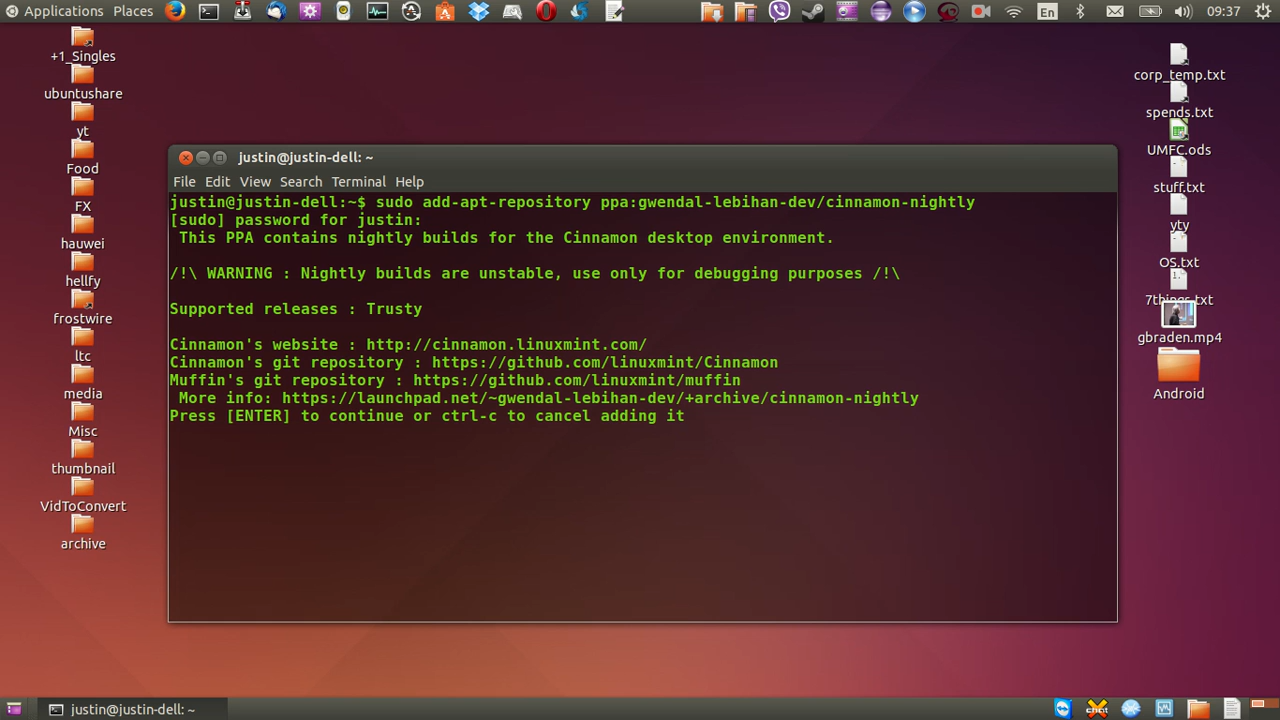 Applications Places
En
09:37
+1_Singles
ubuntushare
yt
Food
FX
hauwei
hellfy
frostwire
ltc
media
Misc
thumbnail
VidToConvert
archive
justin@justin-dell: ~
File Edit View Search Terminal Help
justin@justin-dell:~$ sudo add-apt-repository ppa:gwendal-lebihan-dev/cinnamon-nightly
[sudo] password for justin:
This PPA contains nightly builds for the Cinnamon desktop environment.
/!\ WARNING : Nightly builds are unstable, use only for debugging purposes /!\
Supported releases : Trusty
Cinnamon's website : http://cinnamon.linuxmint.com/
Cinnamon's git repository : https://github.com/linuxmint/Cinnamon
Muffin's git repository : https://github.com/linuxmint/muffin
More info: https://launchpad.net/~gwendal-lebihan-dev/+archive/cinnamon-nightly
Press [ENTER] to continue or ctrl-c to cancel adding it
corp_temp.txt
spends.txt
UMFC.ods
stuff.txt
yty
OS.txt
7things.txt
gbraden.mp4
Android
justin@justin-dell: ~
chat